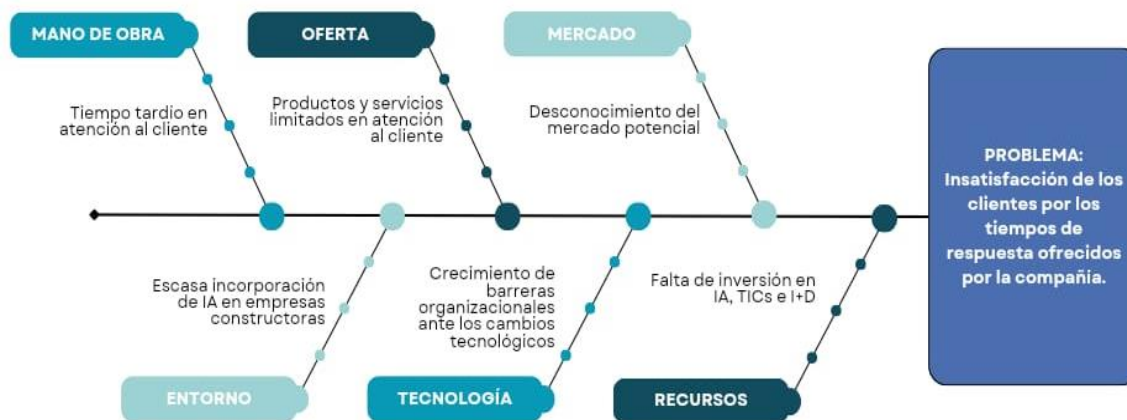 MANO DE OBRA
OFERTA
MERCADO
Tiempo tardío en
atención al cliente
Productos y servicios
limitados en atención
al cliente
Desconocimiento del
mercado potencial
PROBLEMA:
Insatisfacción de los
clientes por los
tiempos de
respuesta ofrecidos
por la compañia.
Escasa incorporación
de IA en empresas
constructoras
Crecimiento de
barreras
organizacionales
ante los cambios
tecnológicos
Falta de inversión en
IA, TICs e I+D
ENTORNO
TECNOLOGÍA
RECURSOS